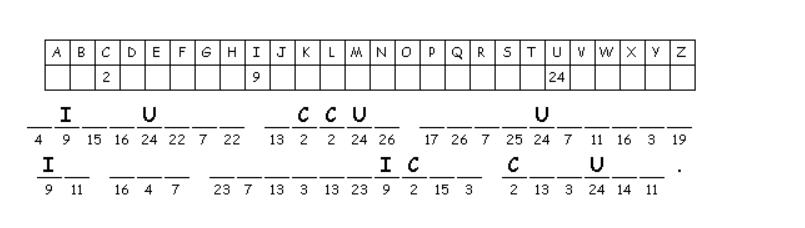 A B C D E F G H I J K L M N O P Q R S T U V W X Y Z
2 9 24
I U C C U U
4 9 15 16 24 22 7 22 13 2 2 24 26 17 26 7 25 24 7 11 16 3 19
I I C C U .
9 11 16 4 7 23 7 13 3 13 23 9 2 15 3 2 13 3 24 14 11